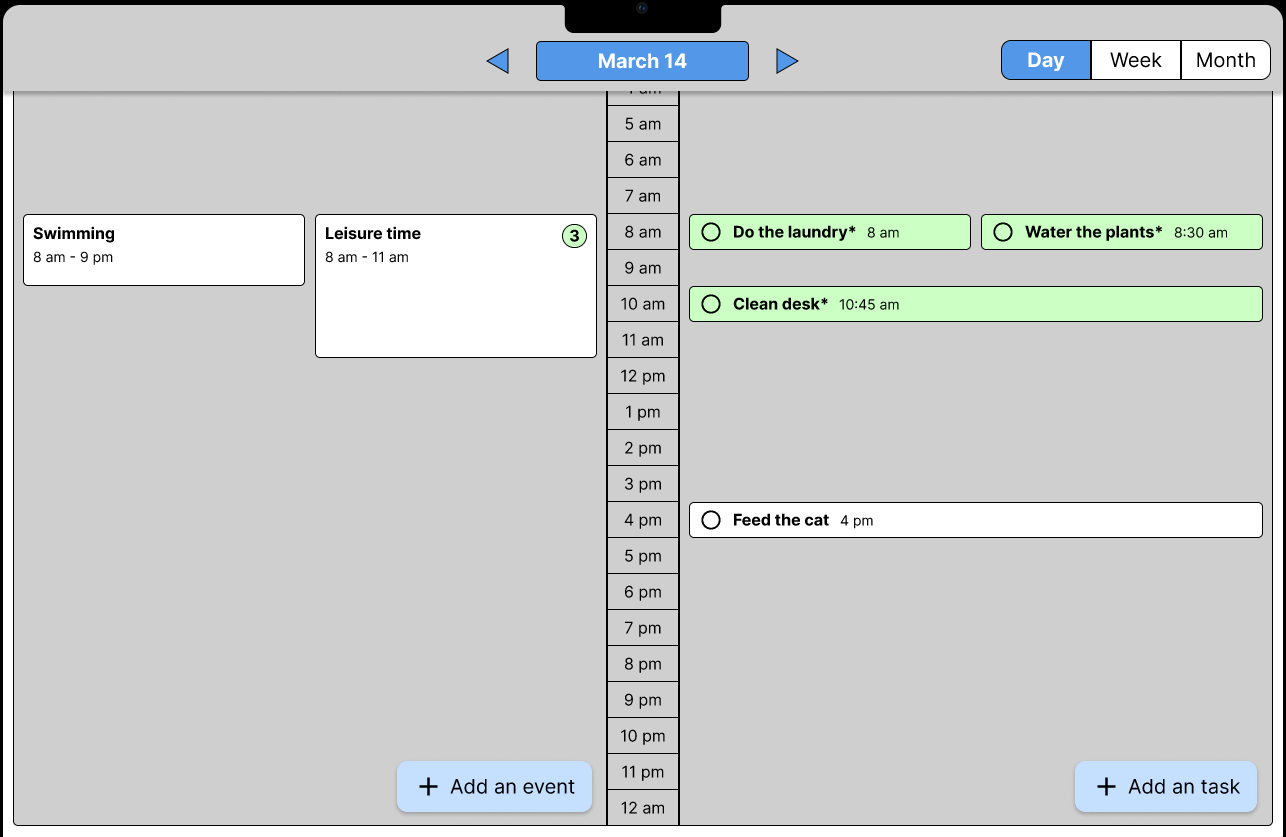 March 14
Day
Week
Month
5 am
6 am
7 am
8 am
9 am
10 am
11 am
12 pm
1 pm
2 pm
3 pm
4 pm
5 pm
6 pm
7 pm
8 pm
9 pm
10 pm
11 pm
12 am
Swimming
8 am - 9 pm
Leisure time
3
8 am - 11 am
Do the laundry* 8 am
Water the plants* 8:30 am
Clean desk* 10:45 am
Feed the cat 4 pm
+ Add an event
+ Add an task